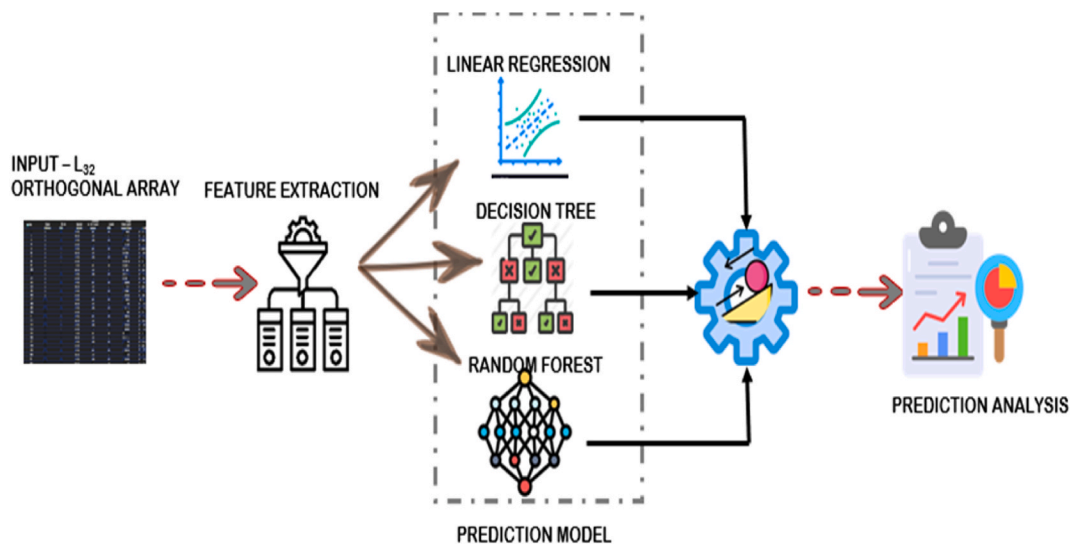 INPUT – L₃₂
ORTHOGONAL ARRAY
FEATURE EXTRACTION
LINEAR REGRESSION
DECISION TREE
RANDOM FOREST
PREDICTION MODEL
PREDICTION ANALYSIS